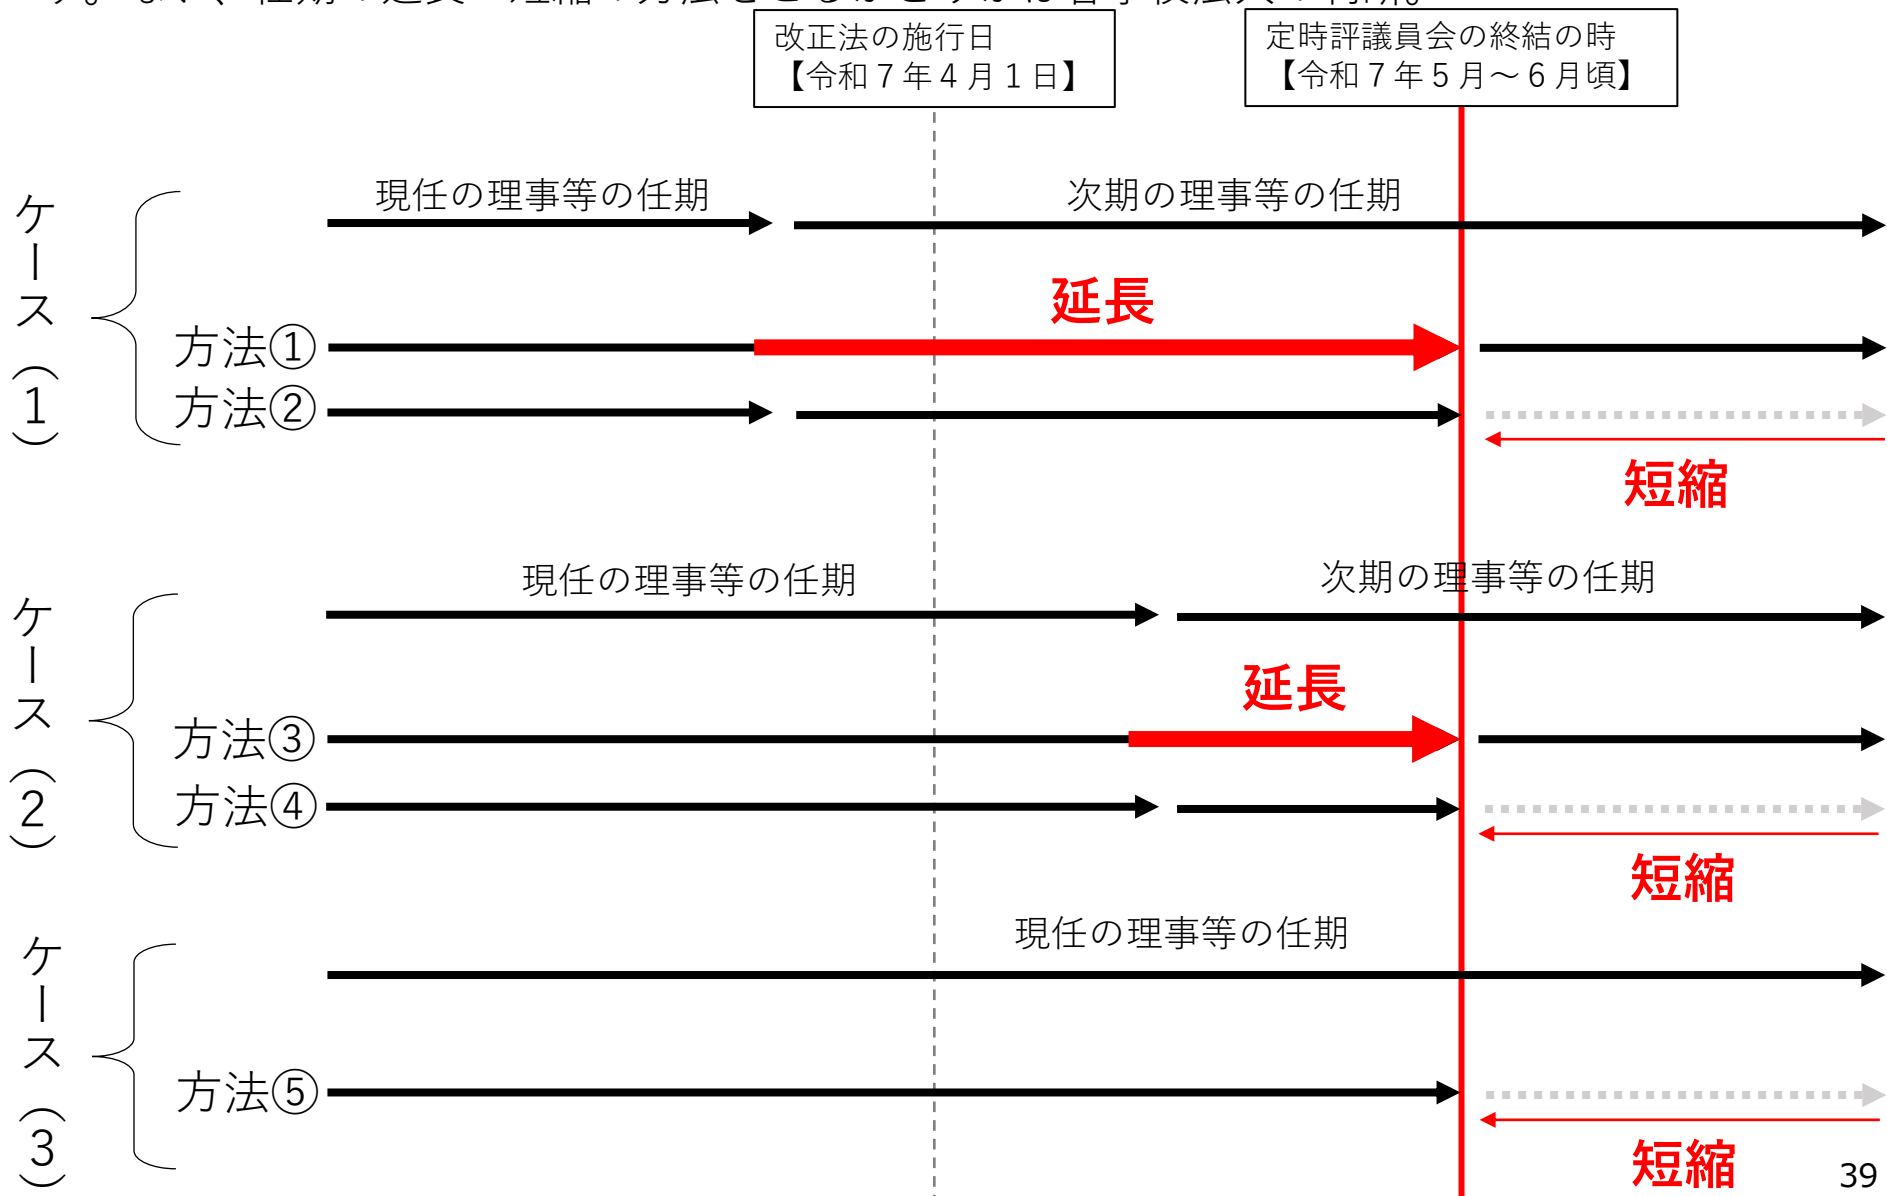 改正法の施行日
【令和７年４月１日】
定時評議員会の終結の時
【令和７年５月～６月頃】
ケース（1）
現任の理事等の任期
次期の理事等の任期
延長
方法①
方法②
短縮
ケース（2）
現任の理事等の任期
次期の理事等の任期
延長
方法③
方法④
短縮
ケース（3）
現任の理事等の任期
方法⑤
短縮
39